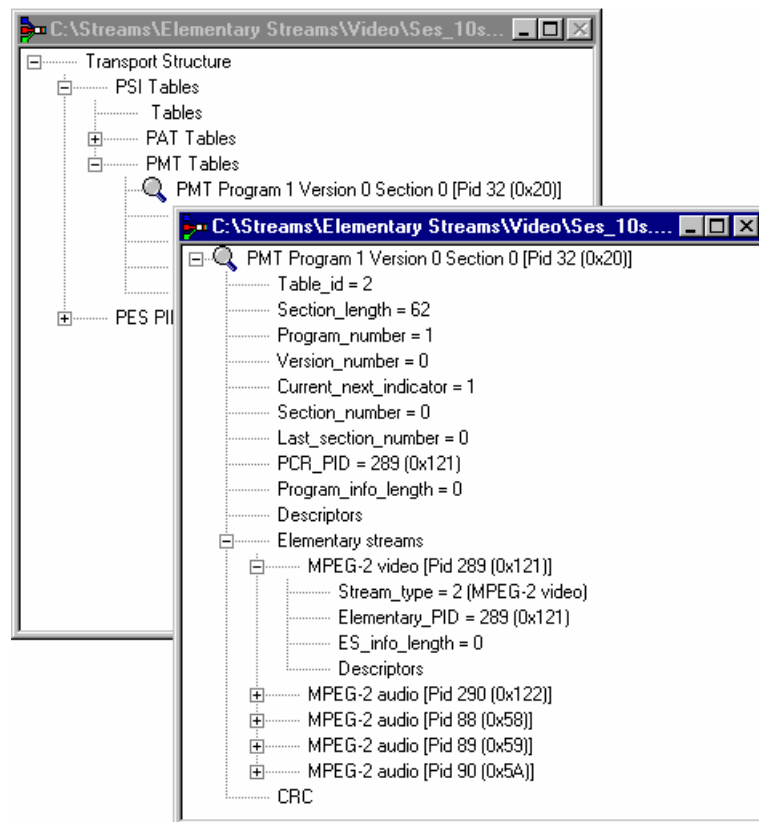 C:\Streams\Elementary Streams\Video\Ses_10s...
Transport Structure
PSI Tables
Tables
PAT Tables
PMT Tables
PMT Program 1 Version 0 Section 0 [Pid 32 (0x20)]
PES PI
C:\Streams\Elementary Streams\Video\Ses_10s....
PMT Program 1 Version 0 Section 0 [Pid 32 (0x20)]
Table_id = 2
Section_length = 62
Program_number = 1
Version_number = 0
Current_next_indicator = 1
Section_number = 0
Last_section_number = 0
PCR_PID = 289 (0x121)
Program_info_length = 0
Descriptors
Elementary streams
MPEG-2 video [Pid 289 (0x121)]
Stream_type = 2 (MPEG-2 video)
Elementary_PID = 289 (0x121)
ES_info_length = 0
Descriptors
MPEG-2 audio [Pid 290 (0x122)]
MPEG-2 audio [Pid 88 (0x58)]
MPEG-2 audio [Pid 89 (0x59)]
MPEG-2 audio [Pid 90 (0x5A)]
CRC